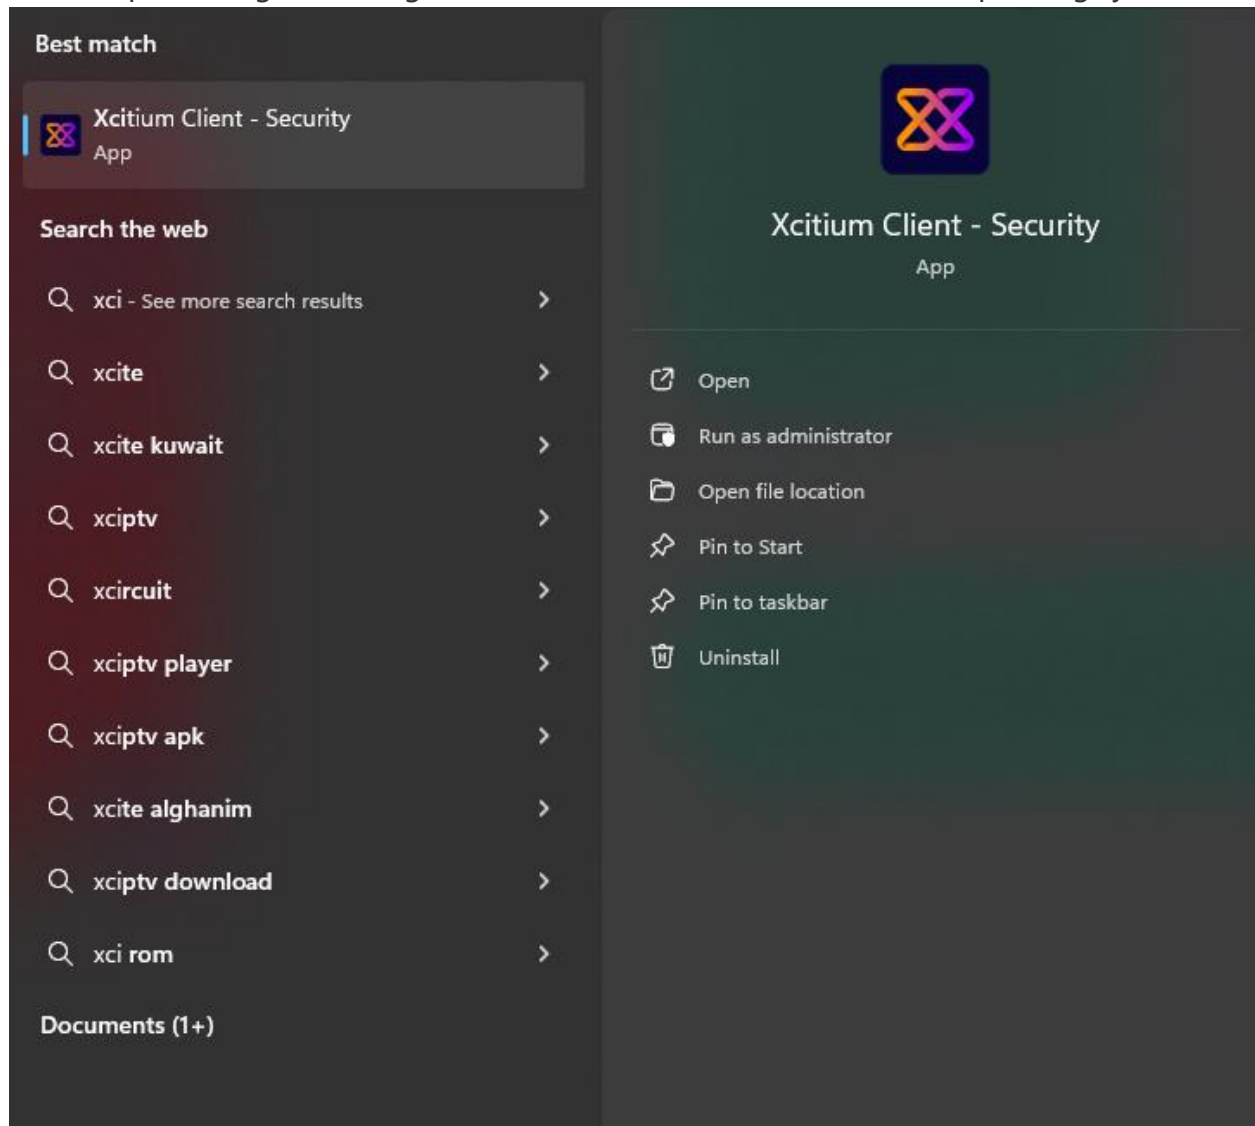 Best match
Xcitium Client - Security
App
Search the web
xci - See more search results
xcite
xcite kuwait
xciptv
xcircuit
xciptv player
xciptv apk
xcite alghanim
xciptv download
xci rom
Documents (1+)
Xcitium Client - Security
App
Open
Run as administrator
Open file location
Pin to Start
Pin to taskbar
Uninstall